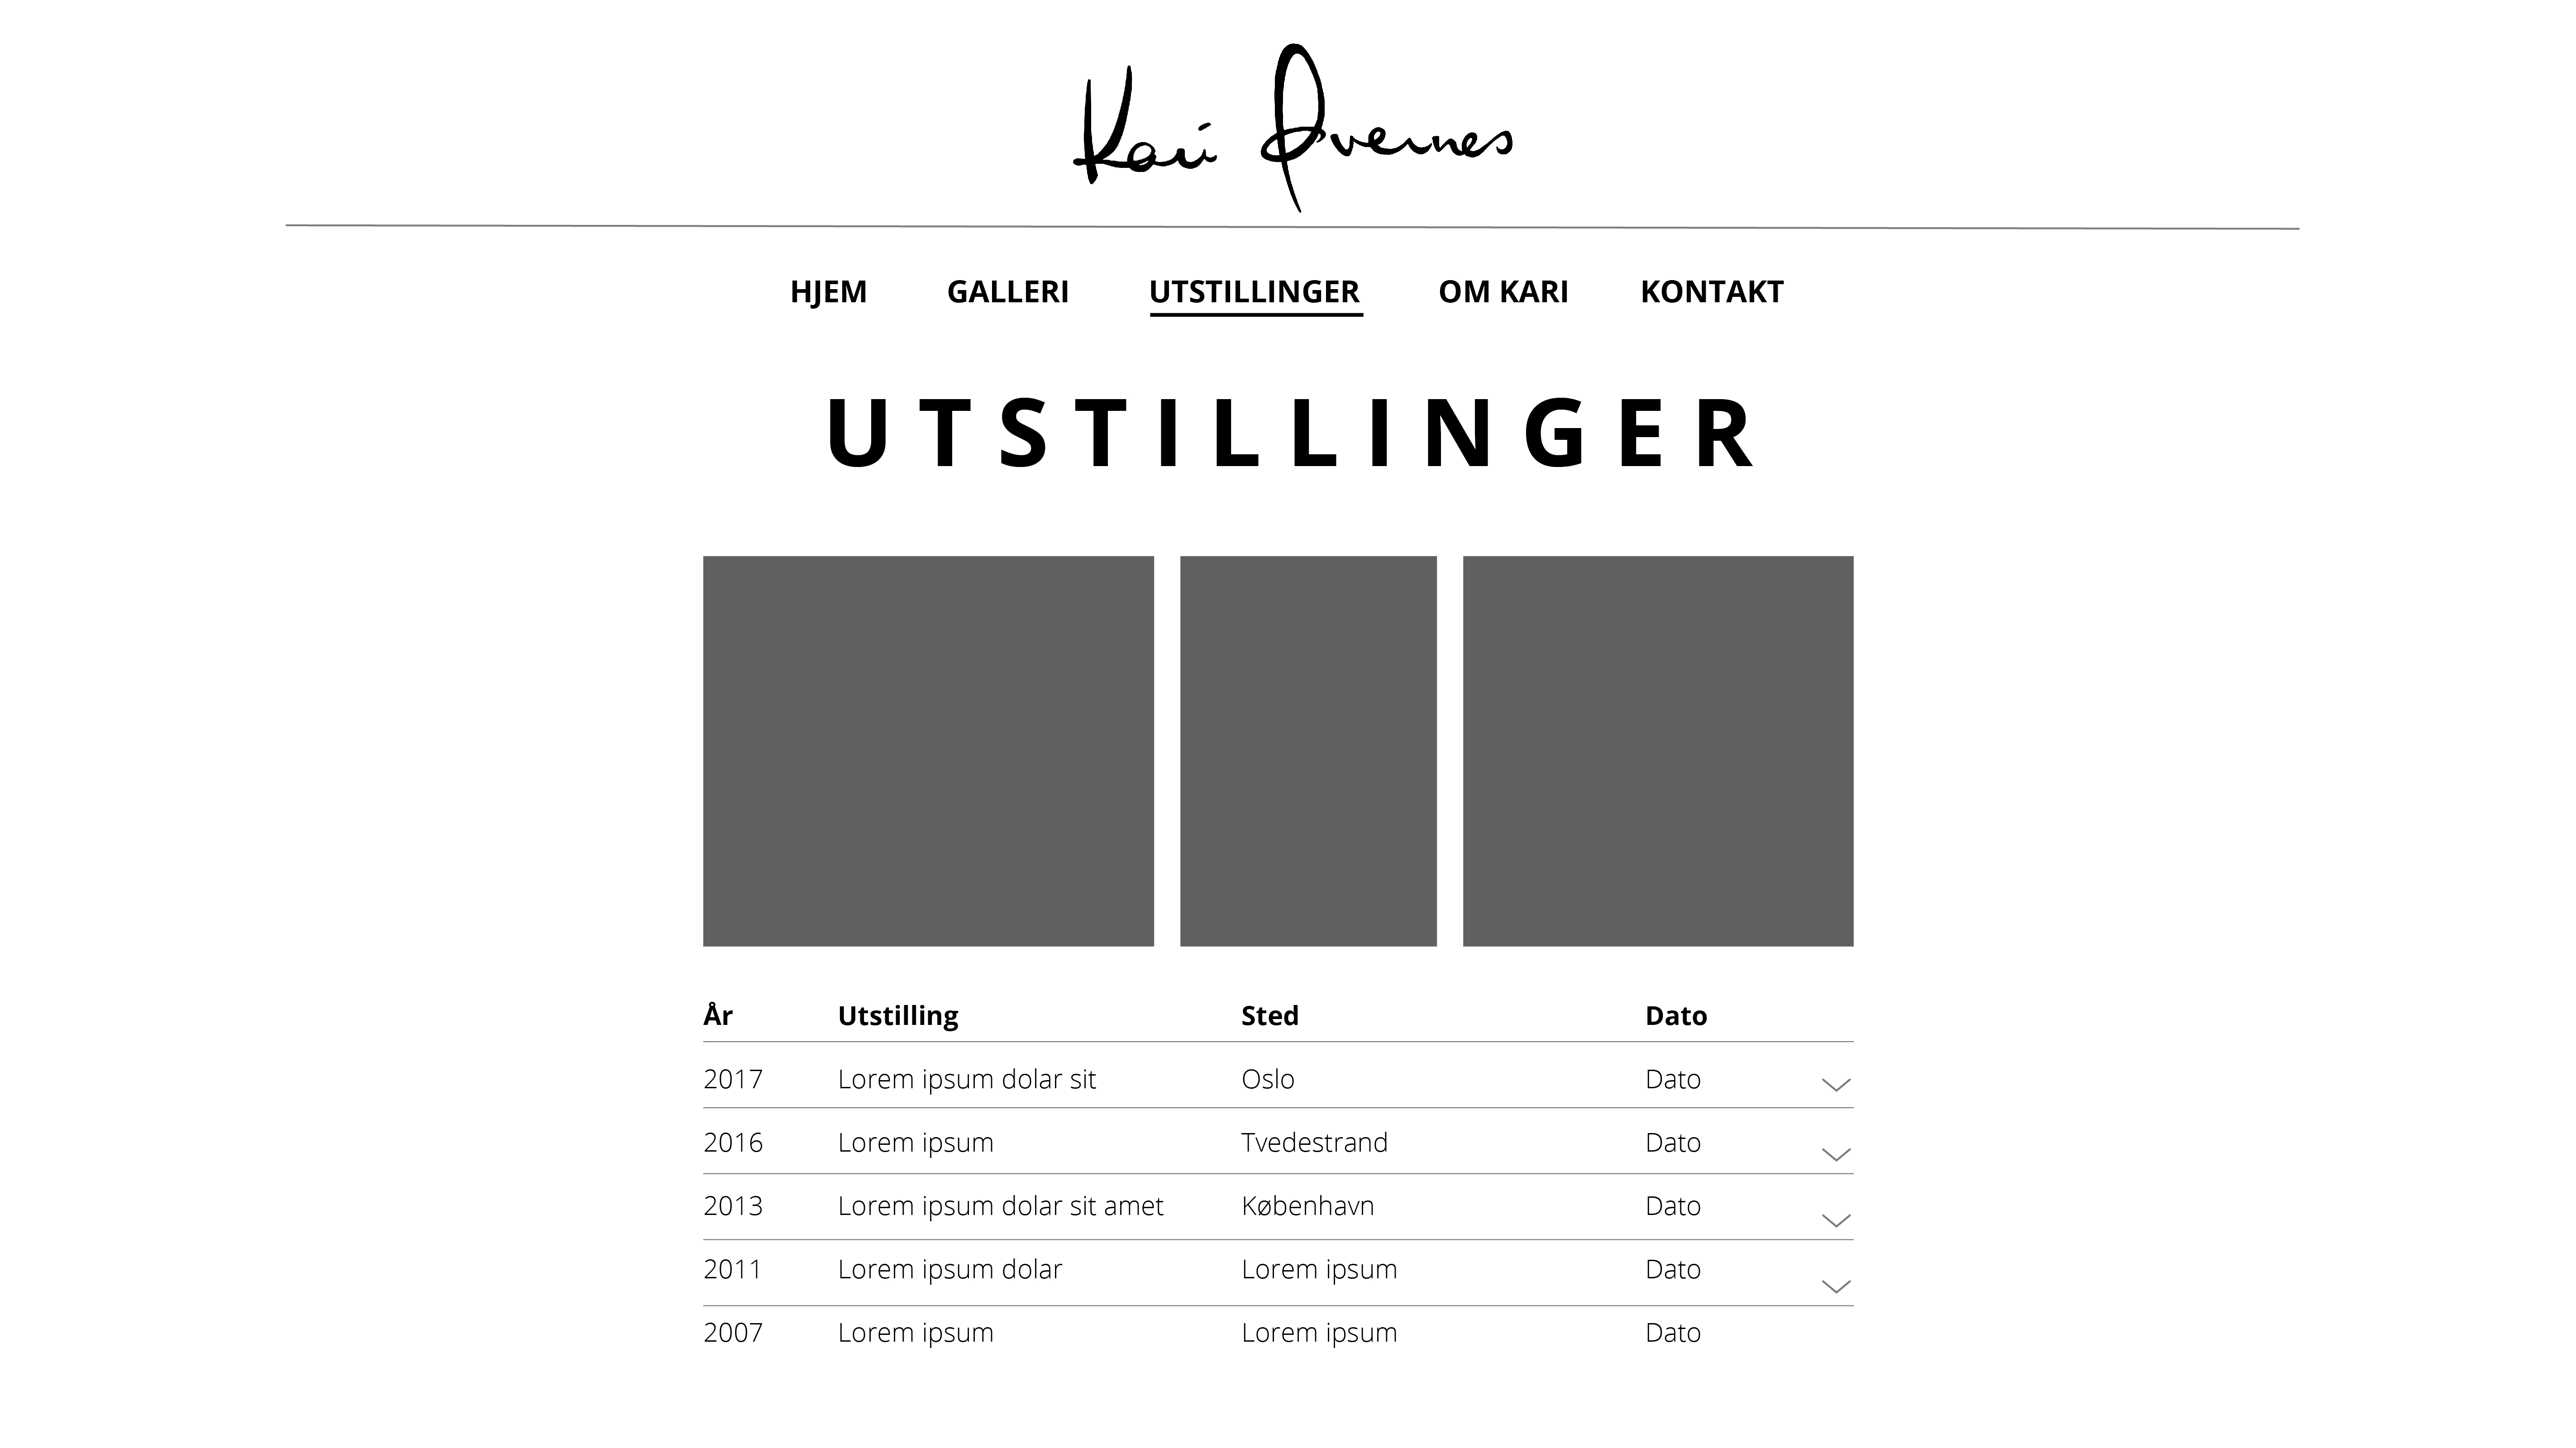 Kari Øvernes
HJEM GALLERI UTSTILLINGER OM KARI KONTAKT
UTSTILLINGER
År Utstilling Sted Dato
2017 Lorem ipsum dolar sit Oslo Dato
2016 Lorem ipsum Tvedestrand Dato
2013 Lorem ipsum dolar sit amet København Dato
2011 Lorem ipsum dolar Lorem ipsum Dato
2007 Lorem ipsum Lorem ipsum Dato